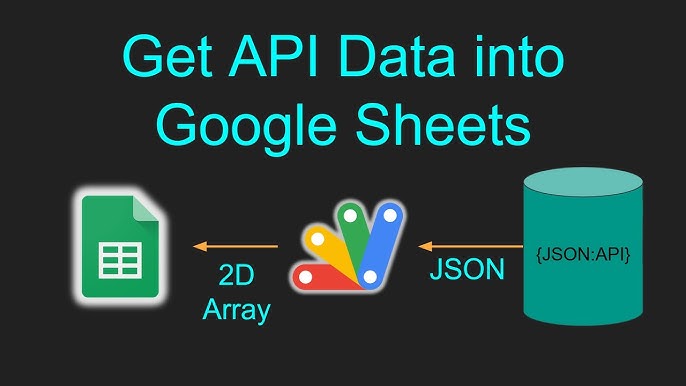 Get API Data into
Google Sheets
2D
Array
JSON
{JSON:API}